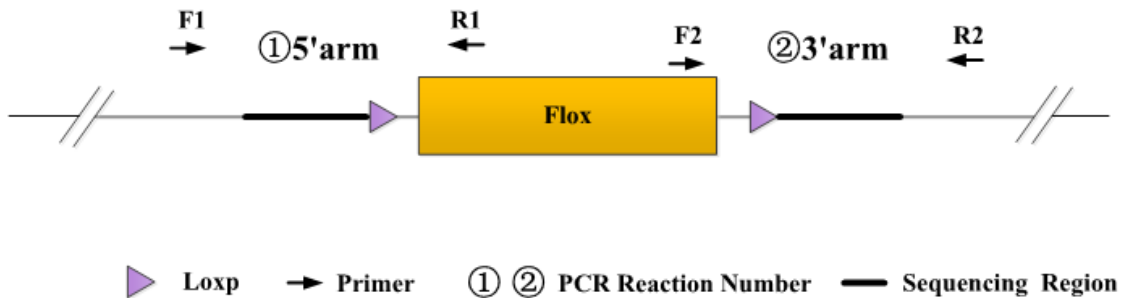 F1
R1
①5'arm
F2
②3'arm
R2
Flox
Loxp
Primer
① ② PCR Reaction Number
Sequencing Region